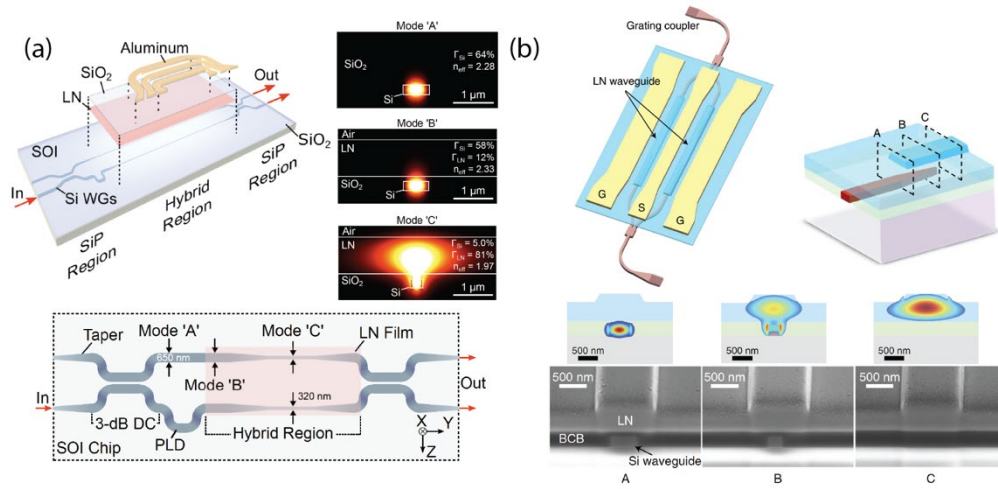 (a)
Aluminum
SiO2
LN
Out
SOI
SiO2
In
Si WGs
SiP Region
Hybrid Region
SiP Region
Mode 'A'
SiO2
ΓSi = 64%
neff = 2.28
Si
1 μm
Mode 'B'
Air
LN
ΓSi = 58%
ΓLN = 12%
neff = 2.33
SiO2
Si
1 μm
Mode 'C'
Air
LN
ΓSi = 5.0%
ΓLN = 81%
neff = 1.97
SiO2
Si
1 μm
Taper
Mode 'A'
Mode 'C'
LN Film
650 nm
Mode 'B'
In
Out
320 nm
3-dB DC
PLD
Hybrid Region
SOI Chip
X
Y
Z
(b)
Grating coupler
LN waveguide
G
S
G
A
B
C
500 nm
500 nm
500 nm
500 nm
500 nm
500 nm
LN
BCB
Si waveguide
A
B
C